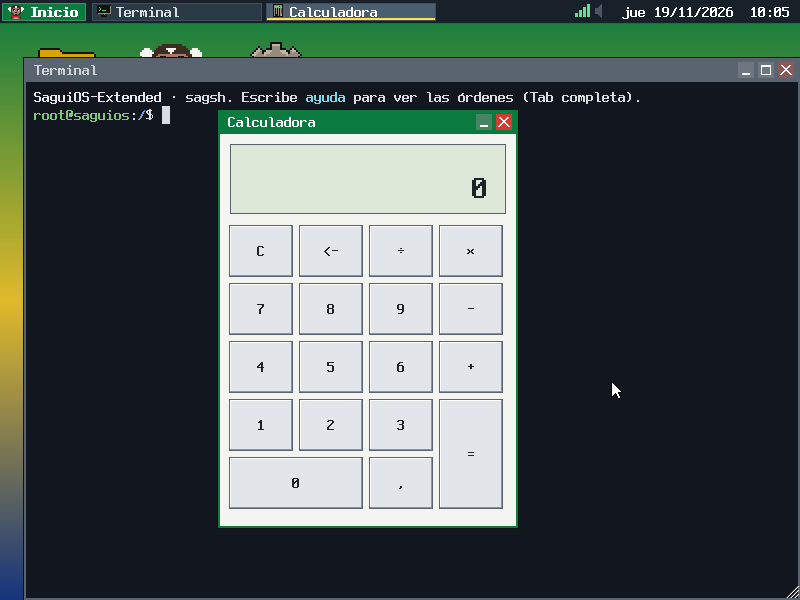 Inicio
Terminal
Calculadora
jue 19/11/2026 10:05
Terminal
SaguiOS-Extended · sagsh. Escribe ayuda para ver las órdenes (Tab completa).
root@saguios:/$
Calculadora
0
C <- ÷ ×
7 8 9 -
4 5 6 +
1 2 3
=
0 ,